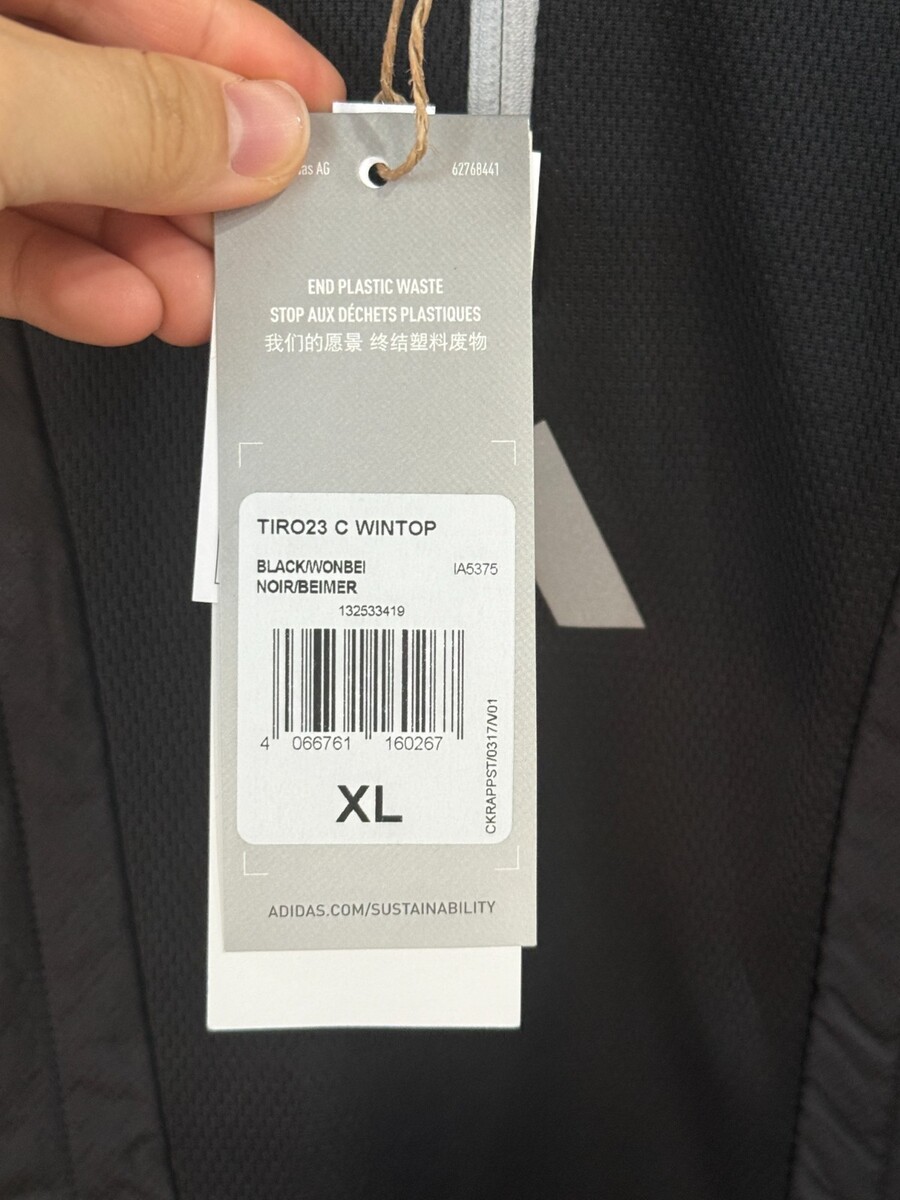 as AG
62768441
END PLASTIC WASTE
STOP AUX DÉCHETS PLASTIQUES
我们的愿景 终结塑料废物
TIRO23 C WINTOP
BLACK/WONBEI IA5375
NOIR/BEIMER
132533419
4 066761 160267
CKRAPPST/0317/V01
XL
ADIDAS.COM/SUSTAINABILITY